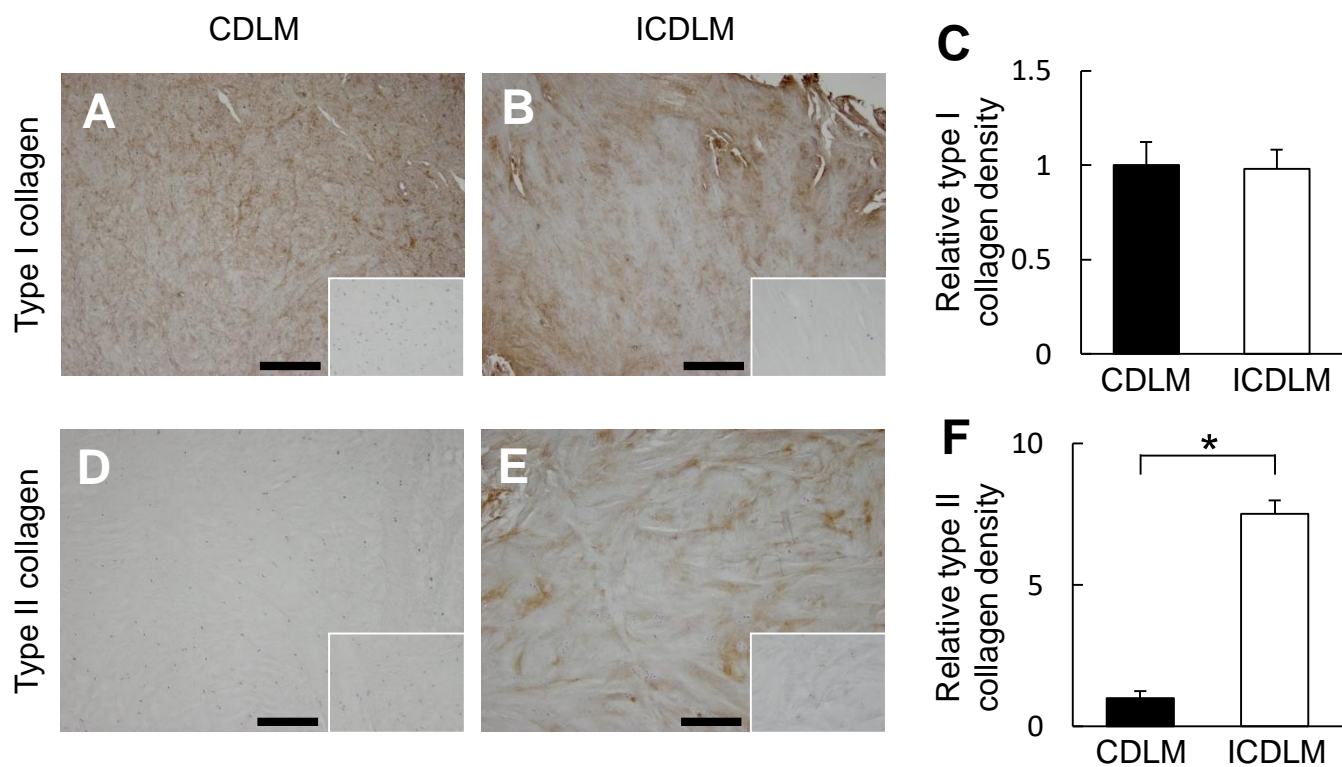 CDLM
ICDLM
Type I collagen
A
B
C
Relative type I
collagen density
1.5
1
0.5
0
CDLM
ICDLM
Type II collagen
D
E
F
Relative type II
collagen density
10
5
0
*
CDLM
ICDLM